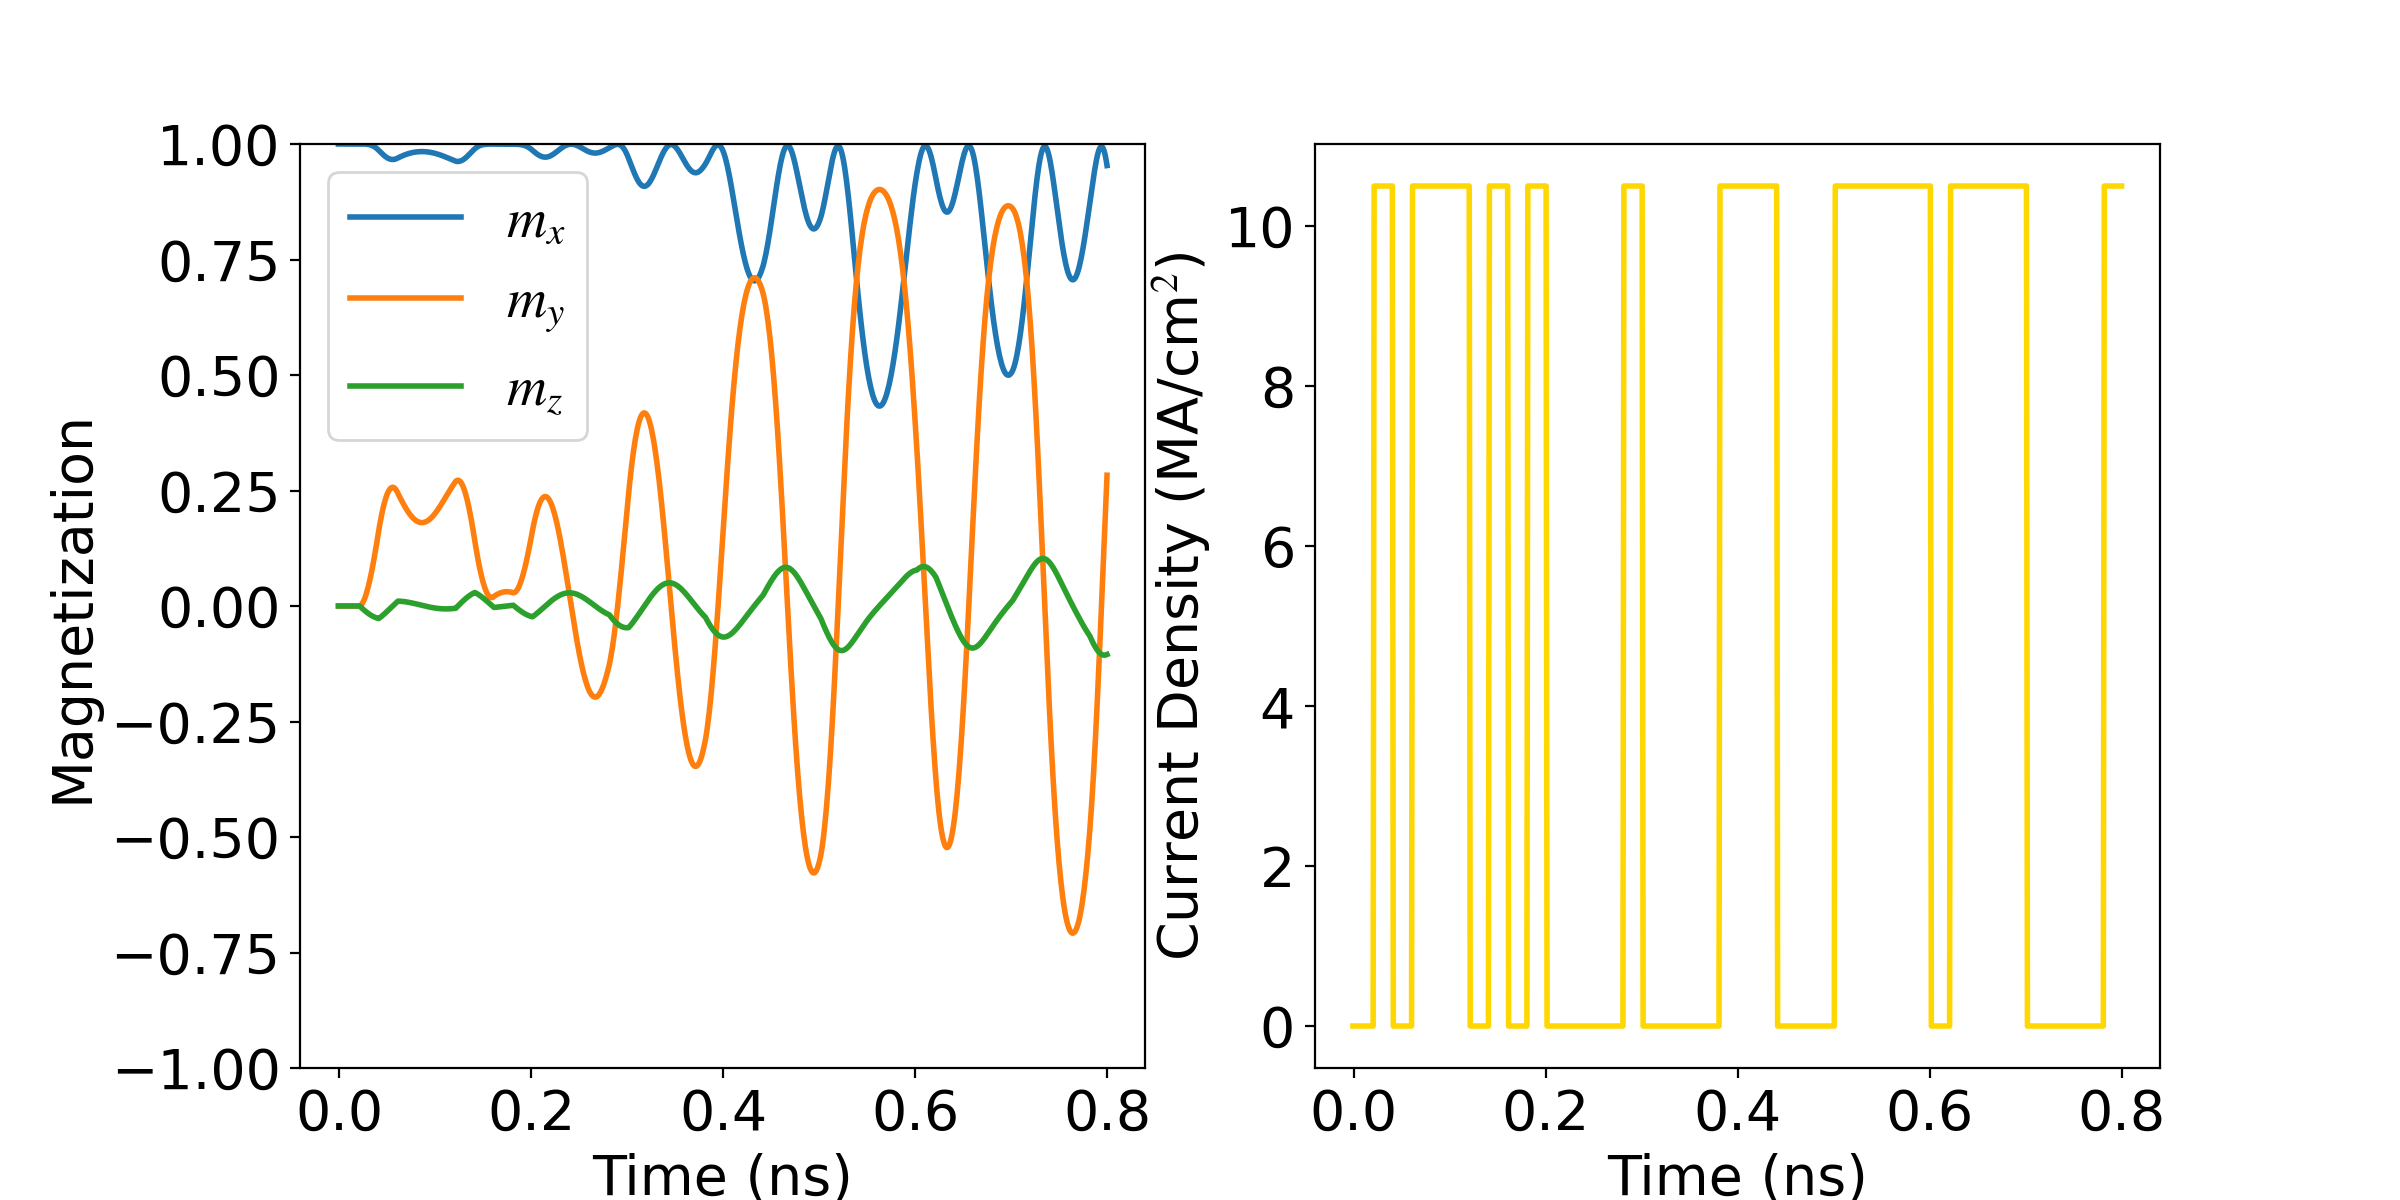 Magnetization
1.00
0.75
0.50
0.25
0.00
−0.25
−0.50
−0.75
−1.00
m_x
m_y
m_z
0.0 0.2 0.4 0.6 0.8
Time (ns)
Current Density (MA/cm²)
10
8
6
4
2
0
0.0 0.2 0.4 0.6 0.8
Time (ns)